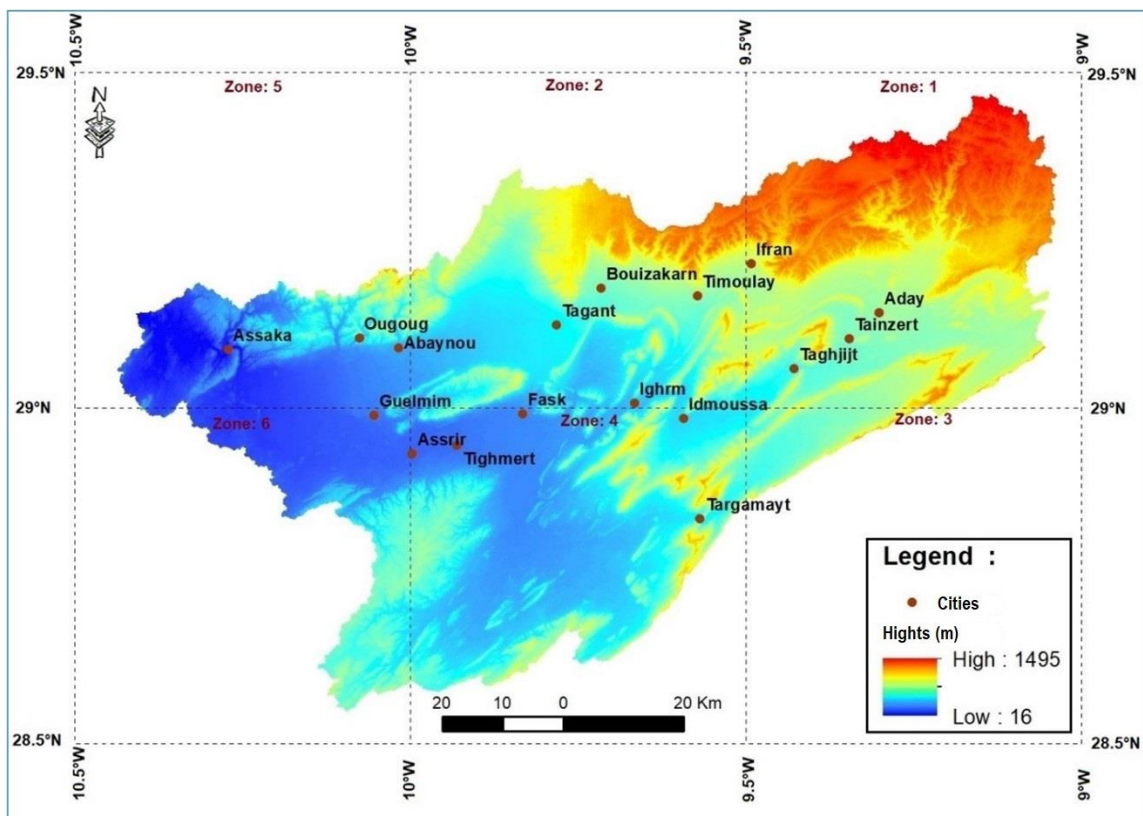 10.5°W
10°W
9.5°W
9°W
29.5°N
29.5°N
Zone: 5
Zone: 2
Zone: 1
N
Ifran
Bouizakarn
Timoulay
Aday
Tagant
Tainzert
Assaka
Ougoug
Abaynou
Taghjijt
Guelmim
Fask
Ighrm
Idmoussa
29°N
29°N
Zone: 6
Zone: 4
Zone: 3
Assrir
Tighmert
Targamayt
Legend :
Cities
Hights (m)
High : 1495
Low : 16
20 10 0 20 Km
28.5°N
28.5°N
10.5°W
10°W
9.5°W
9°W